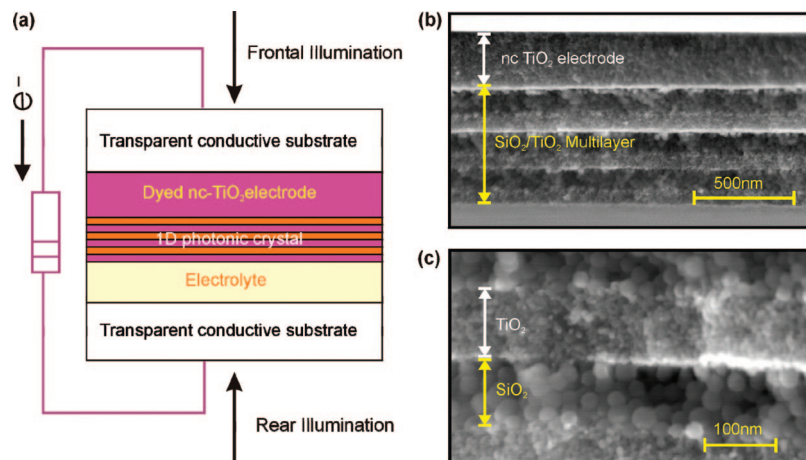 (a)
Frontal Illumination
e⁻
Transparent conductive substrate
Dyed nc-TiO₂electrode
1D photonic crystal
Electrolyte
Transparent conductive substrate
Rear Illumination
(b)
nc TiO₂ electrode
SiO₂/TiO₂ Multilayer
500nm
(c)
TiO₂
SiO₂
100nm